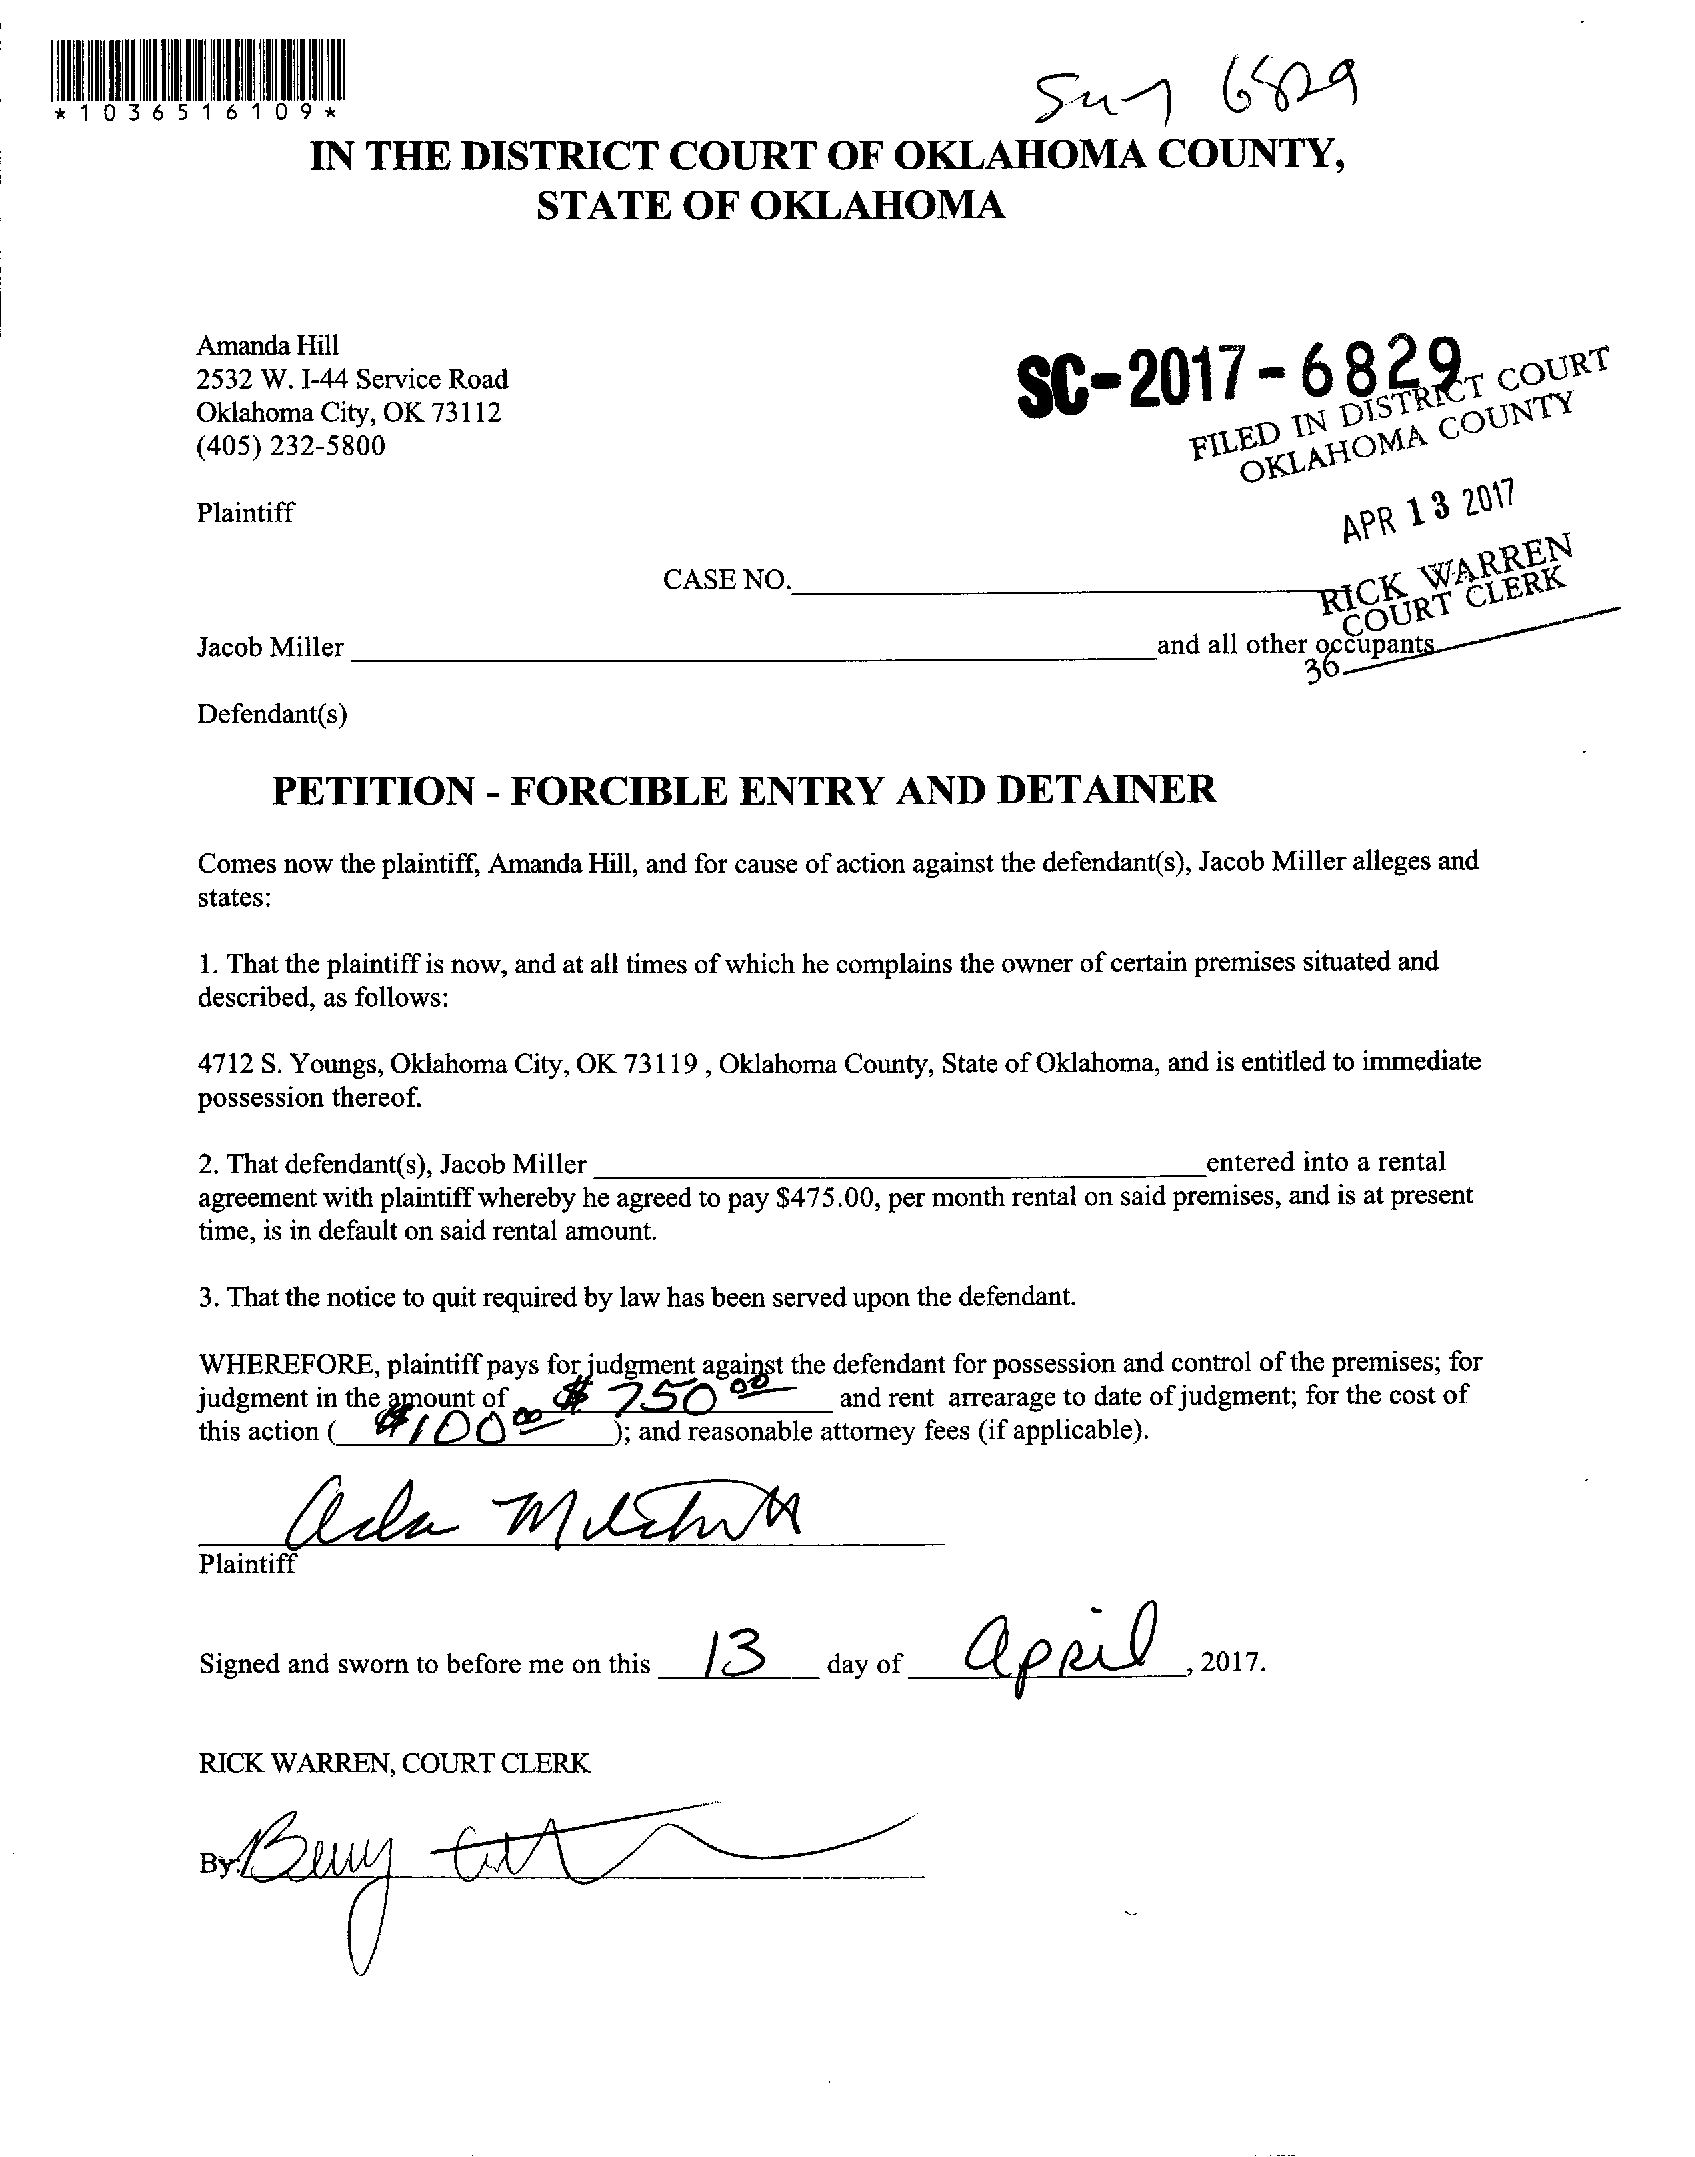 *1036516109*
6829
IN THE DISTRICT COURT OF OKLAHOMA COUNTY,
STATE OF OKLAHOMA
Amanda Hill
2532 W. I-44 Service Road
Oklahoma City, OK 73112
(405) 232-5800
SC-2017-6829
FILED IN DISTRICT COURT
OKLAHOMA COUNTY
Plaintiff
APR 13 2017
CASE NO.
RICK WARREN
COURT CLERK
Jacob Miller and all other occupants
36
Defendant(s)
PETITION - FORCIBLE ENTRY AND DETAINER
Comes now the plaintiff, Amanda Hill, and for cause of action against the defendant(s), Jacob Miller alleges and
states:
1. That the plaintiff is now, and at all times of which he complains the owner of certain premises situated and
described, as follows:
4712 S. Youngs, Oklahoma City, OK 73119 , Oklahoma County, State of Oklahoma, and is entitled to immediate
possession thereof.
2. That defendant(s), Jacob Miller entered into a rental
agreement with plaintiff whereby he agreed to pay $475.00, per month rental on said premises, and is at present
time, is in default on said rental amount.
3. That the notice to quit required by law has been served upon the defendant.
WHEREFORE, plaintiff pays for judgment against the defendant for possession and control of the premises; for
judgment in the amount of $750.00 and rent arrearage to date of judgment; for the cost of
this action ( $100.00 ); and reasonable attorney fees (if applicable).
Plaintiff
Signed and sworn to before me on this 13 day of April, 2017.
RICK WARREN, COURT CLERK
By: